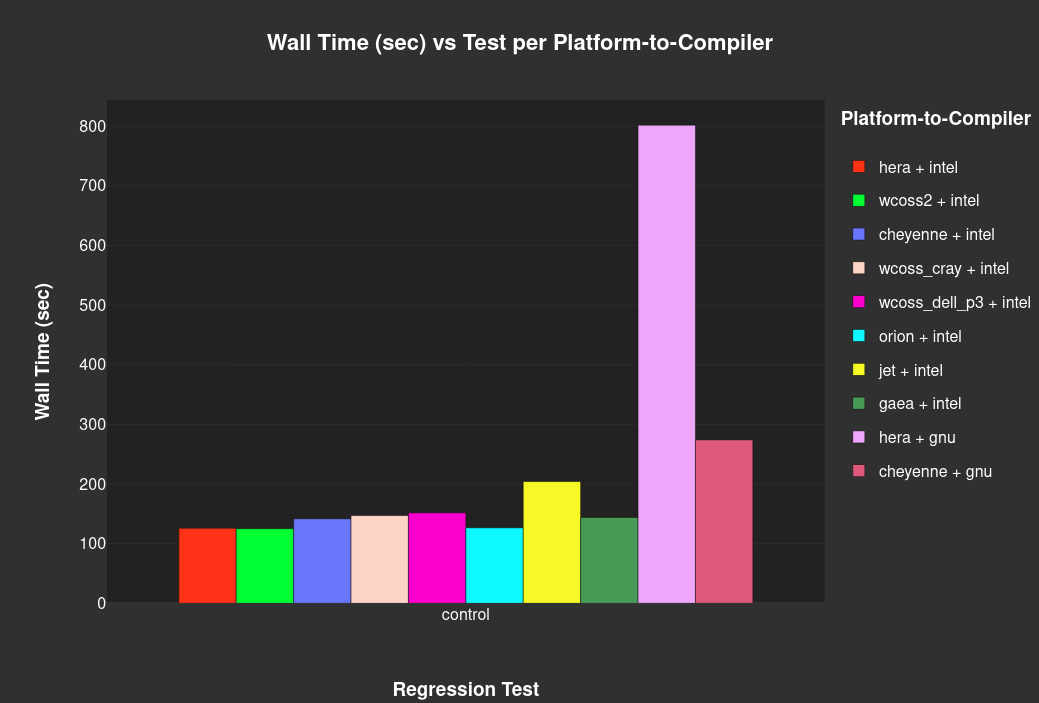 Wall Time (sec) vs Test per Platform-to-Compiler
Platform-to-Compiler
hera + intel
wcoss2 + intel
cheyenne + intel
wcoss_cray + intel
wcoss_dell_p3 + intel
orion + intel
jet + intel
gaea + intel
hera + gnu
cheyenne + gnu
Wall Time (sec)
800
700
600
500
400
300
200
100
0
control
Regression Test